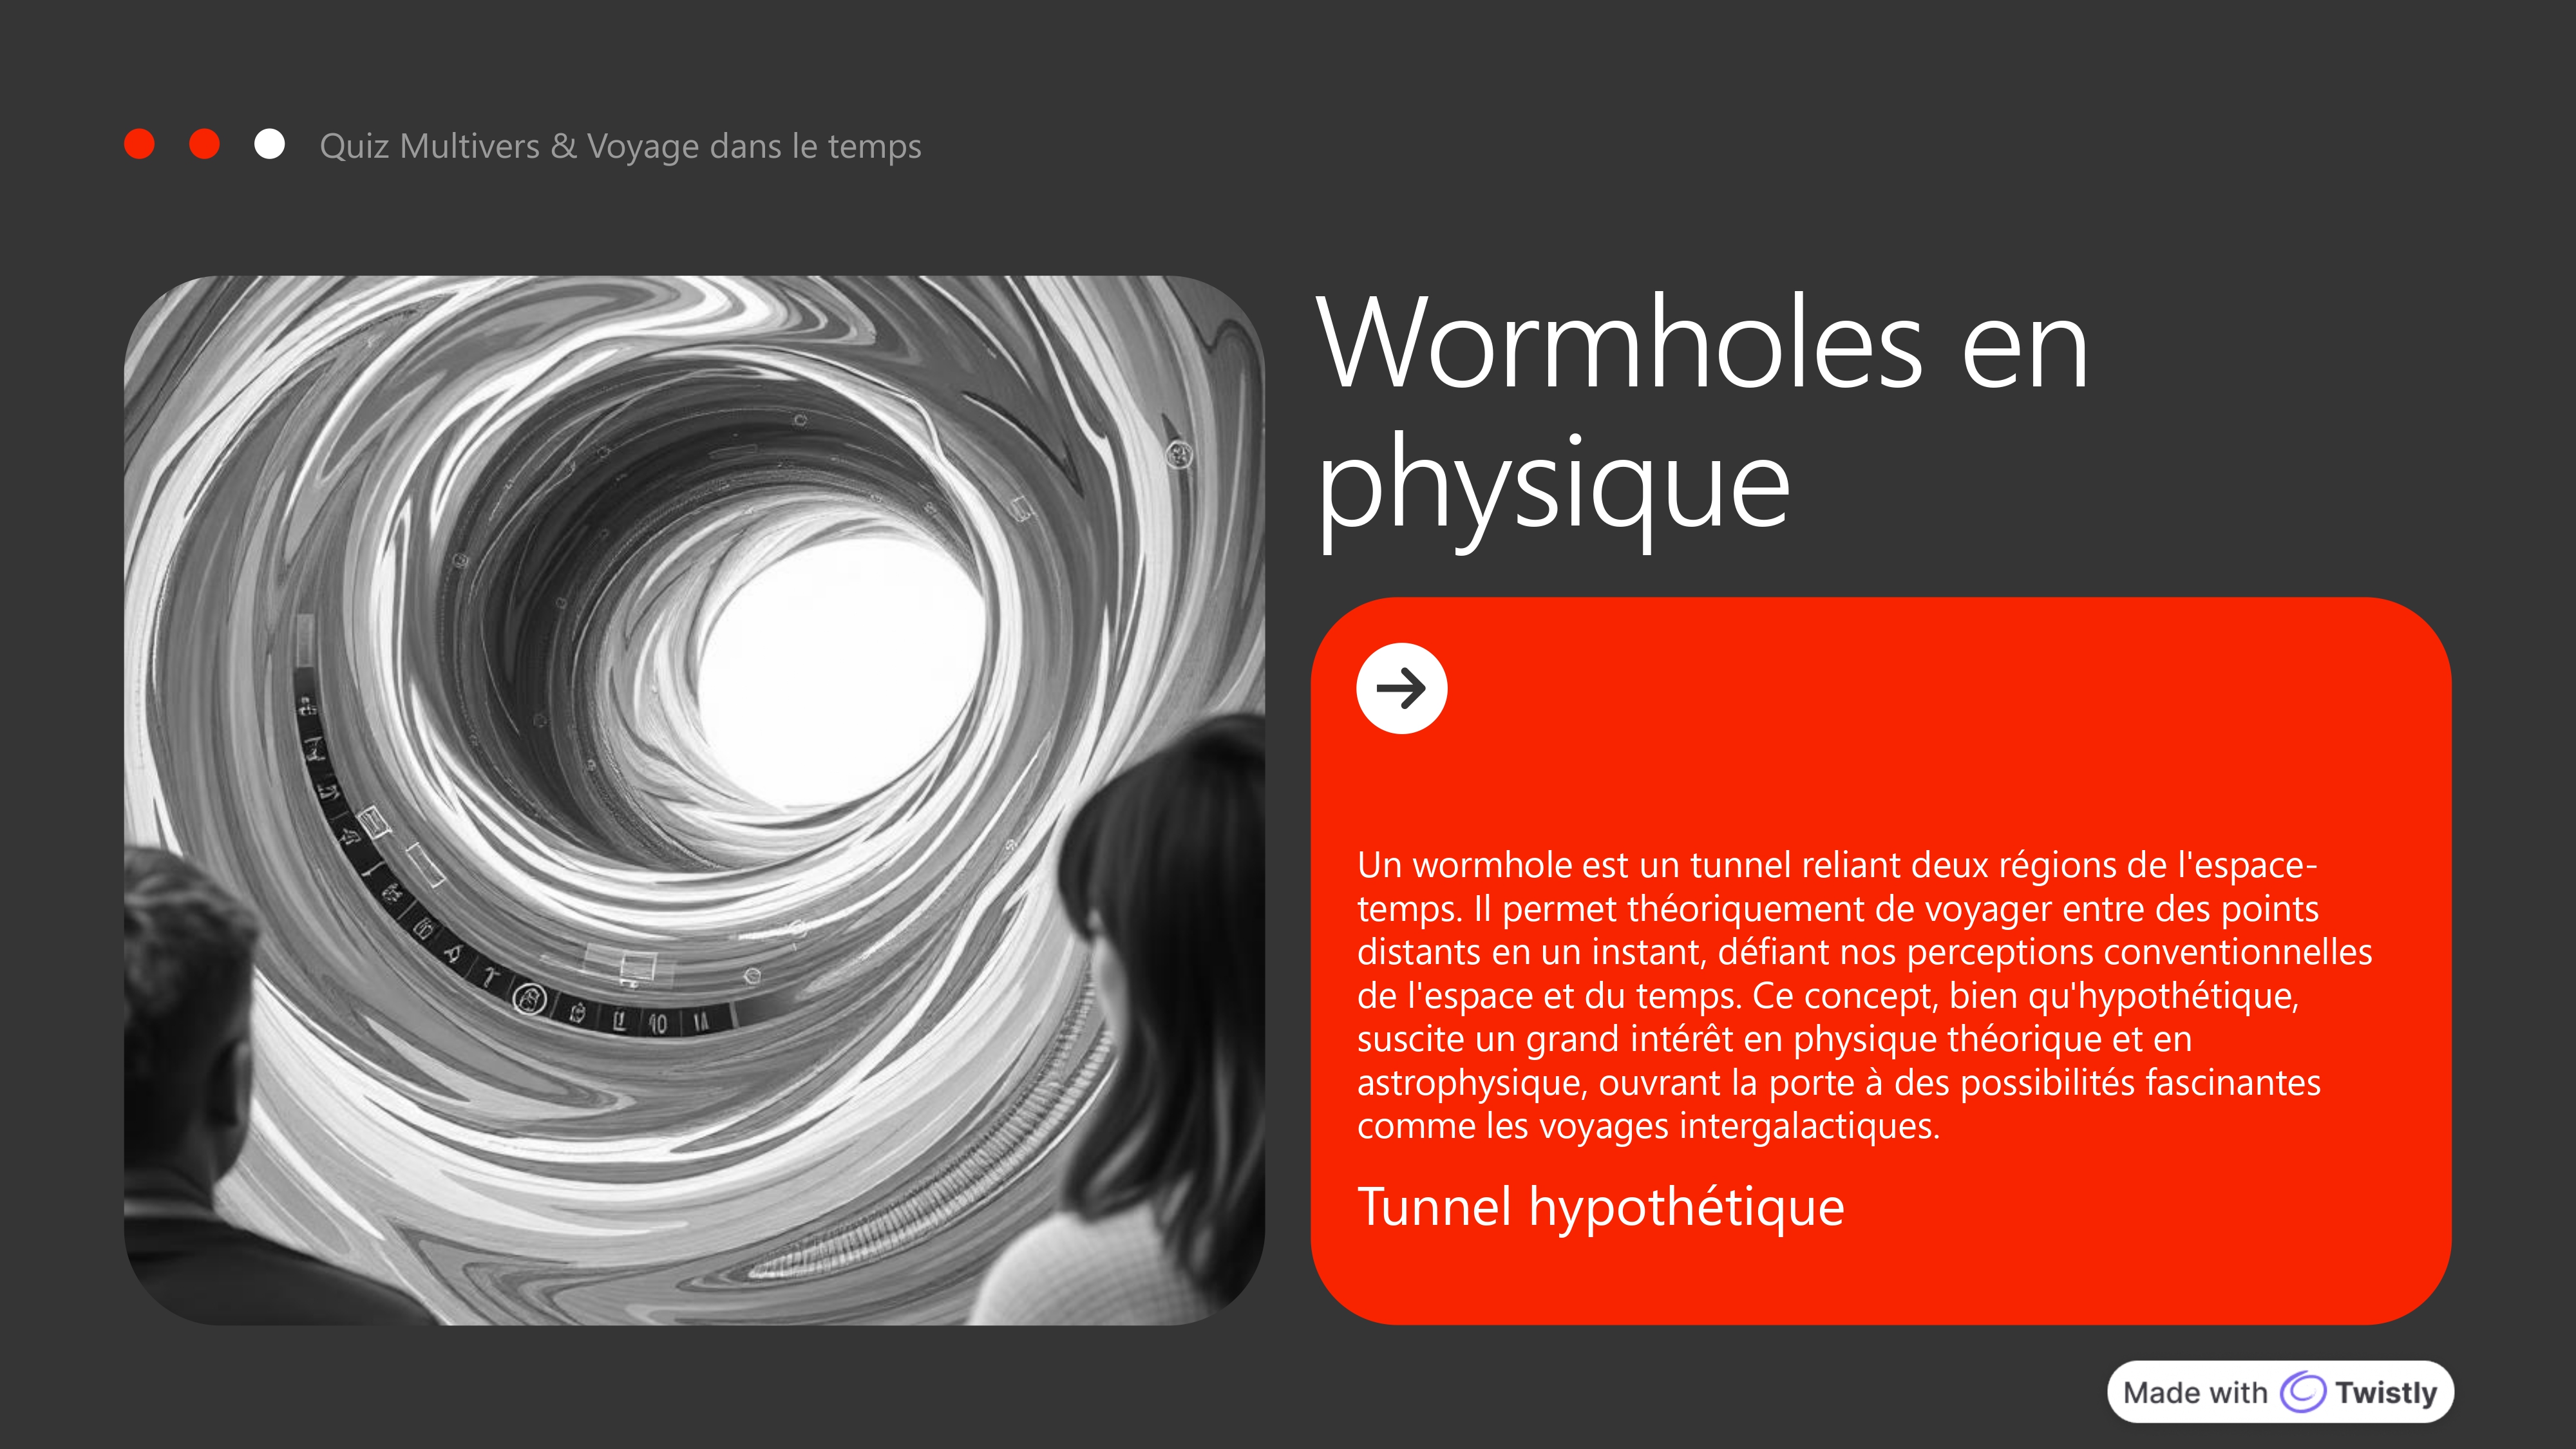 Quiz Multivers & Voyage dans le temps
Wormholes en
physique
Un wormhole est un tunnel reliant deux régions de l'espace-
temps. Il permet théoriquement de voyager entre des points
distants en un instant, défiant nos perceptions conventionnelles
de l'espace et du temps. Ce concept, bien qu'hypothétique,
suscite un grand intérêt en physique théorique et en
astrophysique, ouvrant la porte à des possibilités fascinantes
comme les voyages intergalactiques.
Tunnel hypothétique
Made with Twistly